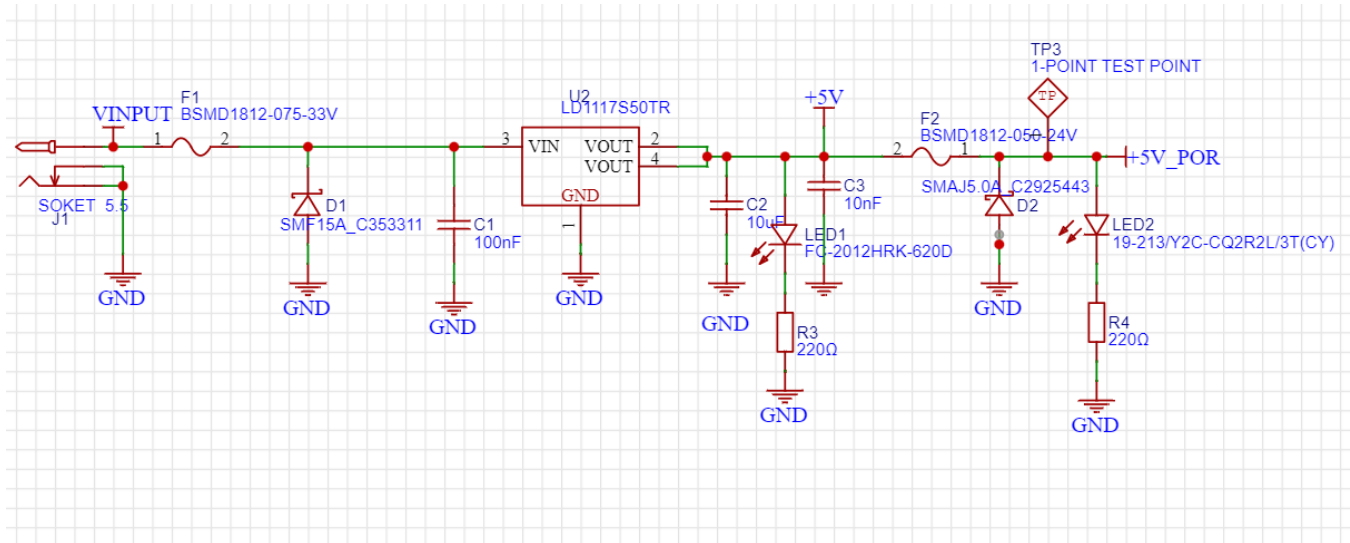 TP3
1-POINT TEST POINT
TP
1
F1
BSMD1812-075-33V
VINPUT
1
2
U2
LD1117S50TR
3
VIN
VOUT
2
VOUT
4
GND
1
+5V
F2
BSMD1812-050-24V
2
1
+5V_POR
SOKET 5.5
J1
GND
D1
SMF15A_C353311
GND
C1
100nF
GND
GND
C2
10uF
GND
C3
10nF
GND
LED1
FC-2012HRK-620D
R3
220Ω
GND
SMAJ5.0A_C2925443
D2
GND
LED2
19-213/Y2C-CQ2R2L/3T(CY)
R4
220Ω
GND